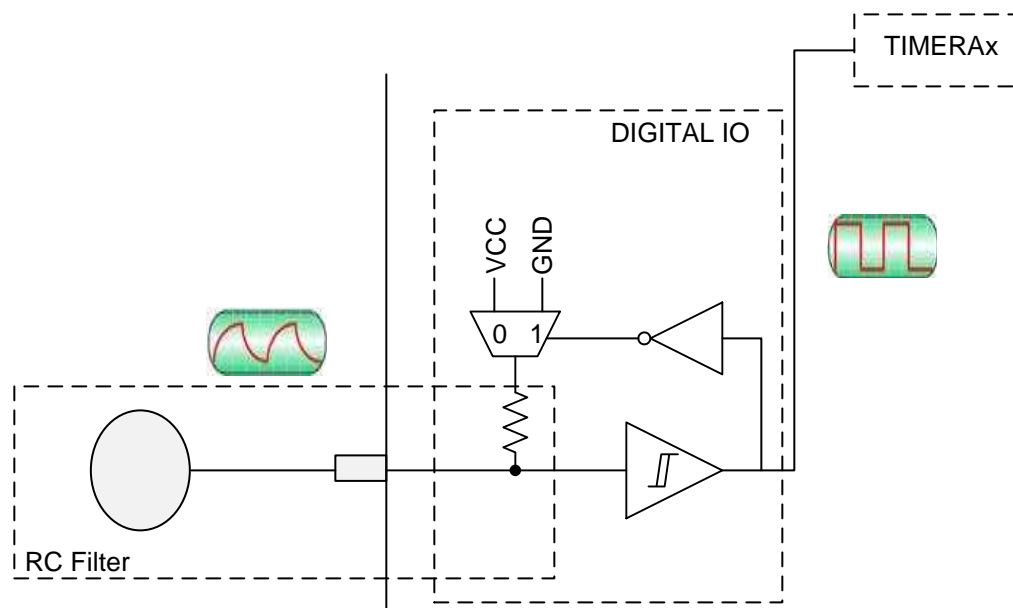 TIMERAx
DIGITAL IO
VCC
GND
0 1
RC Filter